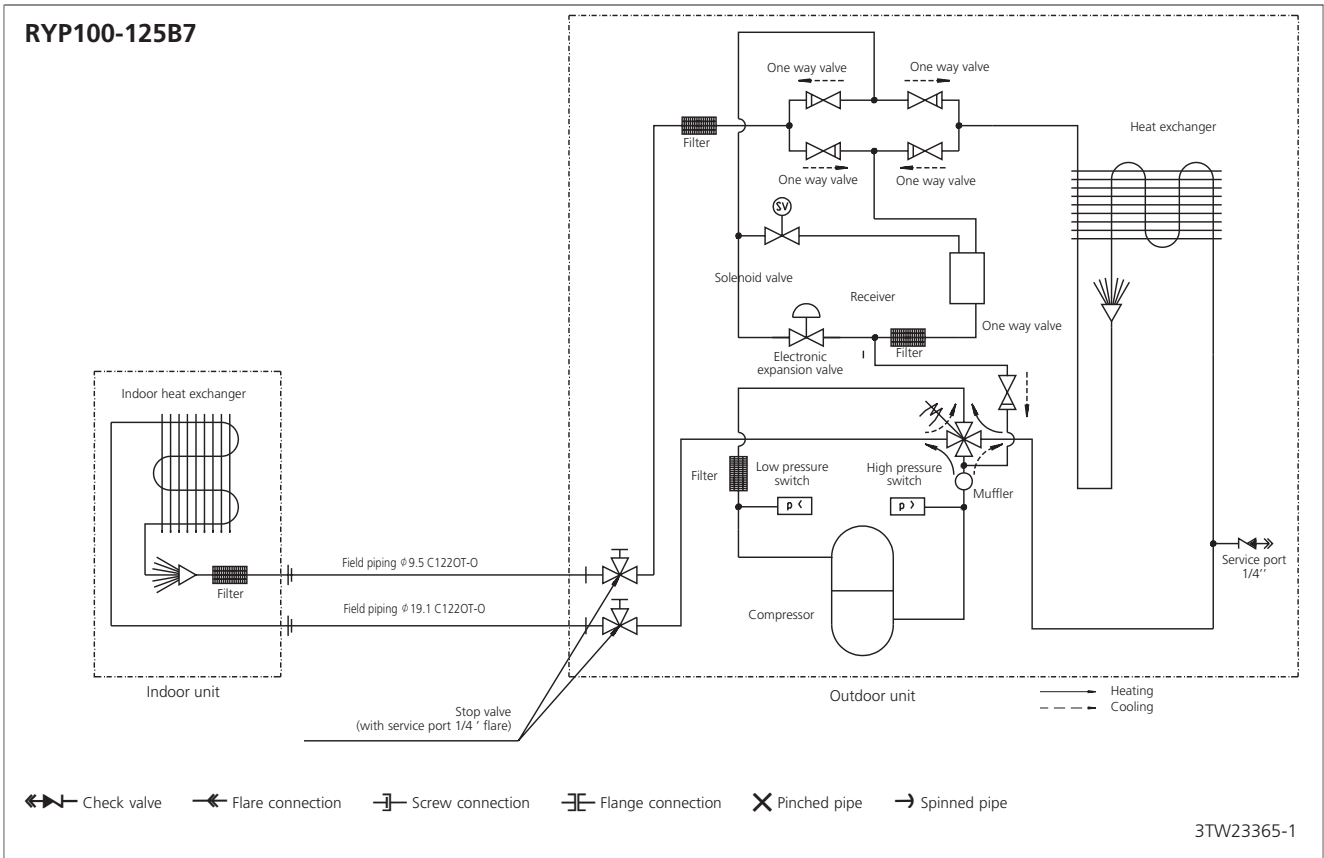 RYP100-125B7
One way valve
One way valve
Filter
Heat exchanger
One way valve
One way valve
SV
Solenoid valve
Receiver
One way valve
Electronic
expansion valve
Filter
Indoor heat exchanger
Filter
Low pressure
switch
High pressure
switch
Muffler
p <
p >
Field piping φ9.5 C122OT-O
Service port
1/4’’
Filter
Field piping φ19.1 C122OT-O
Compressor
Indoor unit
Outdoor unit
Heating
Cooling
Stop valve
(with service port 1/4 ’ flare)
Check valve
Flare connection
Screw connection
Flange connection
Pinched pipe
Spinned pipe
3TW23365-1